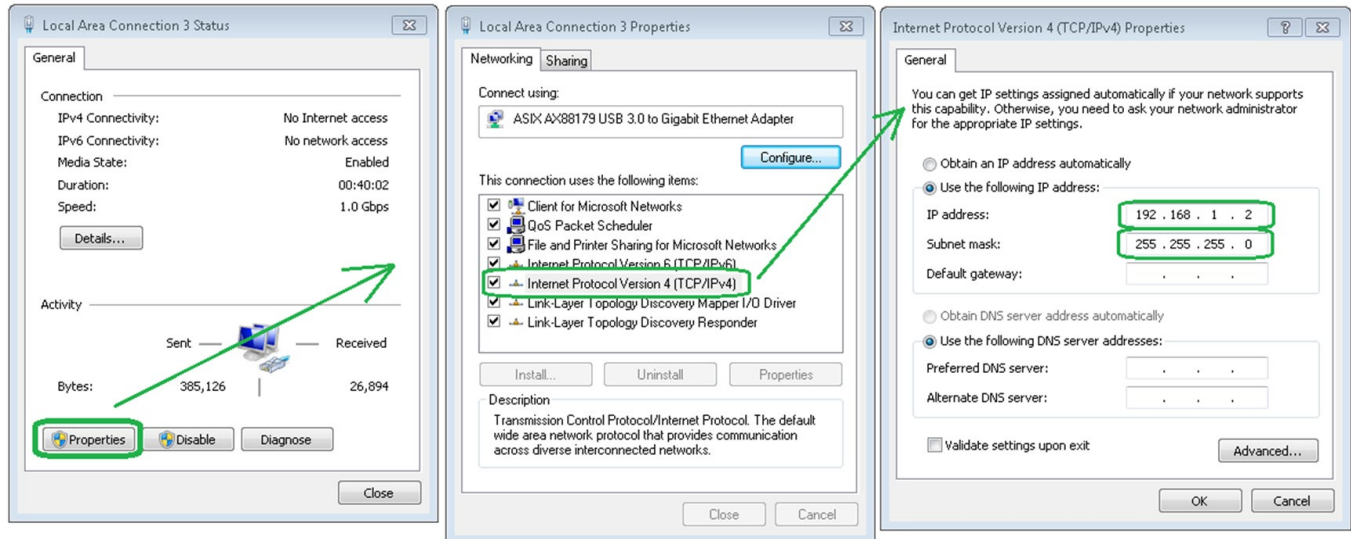 Local Area Connection 3 Status
General
Connection
IPv4 Connectivity: No Internet access
IPv6 Connectivity: No network access
Media State: Enabled
Duration: 00:40:02
Speed: 1.0 Gbps
Details...
Activity
Sent Received
Bytes: 385,126 26,894
Properties Disable Diagnose
Close
Local Area Connection 3 Properties
Networking Sharing
Connect using:
ASIX AX88179 USB 3.0 to Gigabit Ethernet Adapter
Configure...
This connection uses the following items:
Client for Microsoft Networks
QoS Packet Scheduler
File and Printer Sharing for Microsoft Networks
Internet Protocol Version 6 (TCP/IPv6)
Internet Protocol Version 4 (TCP/IPv4)
Link-Layer Topology Discovery Mapper I/O Driver
Link-Layer Topology Discovery Responder
Install... Uninstall Properties
Description
Transmission Control Protocol/Internet Protocol. The default
wide area network protocol that provides communication
across diverse interconnected networks.
Close Cancel
Internet Protocol Version 4 (TCP/IPv4) Properties
General
You can get IP settings assigned automatically if your network supports
this capability. Otherwise, you need to ask your network administrator
for the appropriate IP settings.
Obtain an IP address automatically
Use the following IP address:
IP address: 192 . 168 . 1 . 2
Subnet mask: 255 . 255 . 255 . 0
Default gateway: . . .
Obtain DNS server address automatically
Use the following DNS server addresses:
Preferred DNS server: . . .
Alternate DNS server: . . .
Validate settings upon exit
Advanced...
OK Cancel